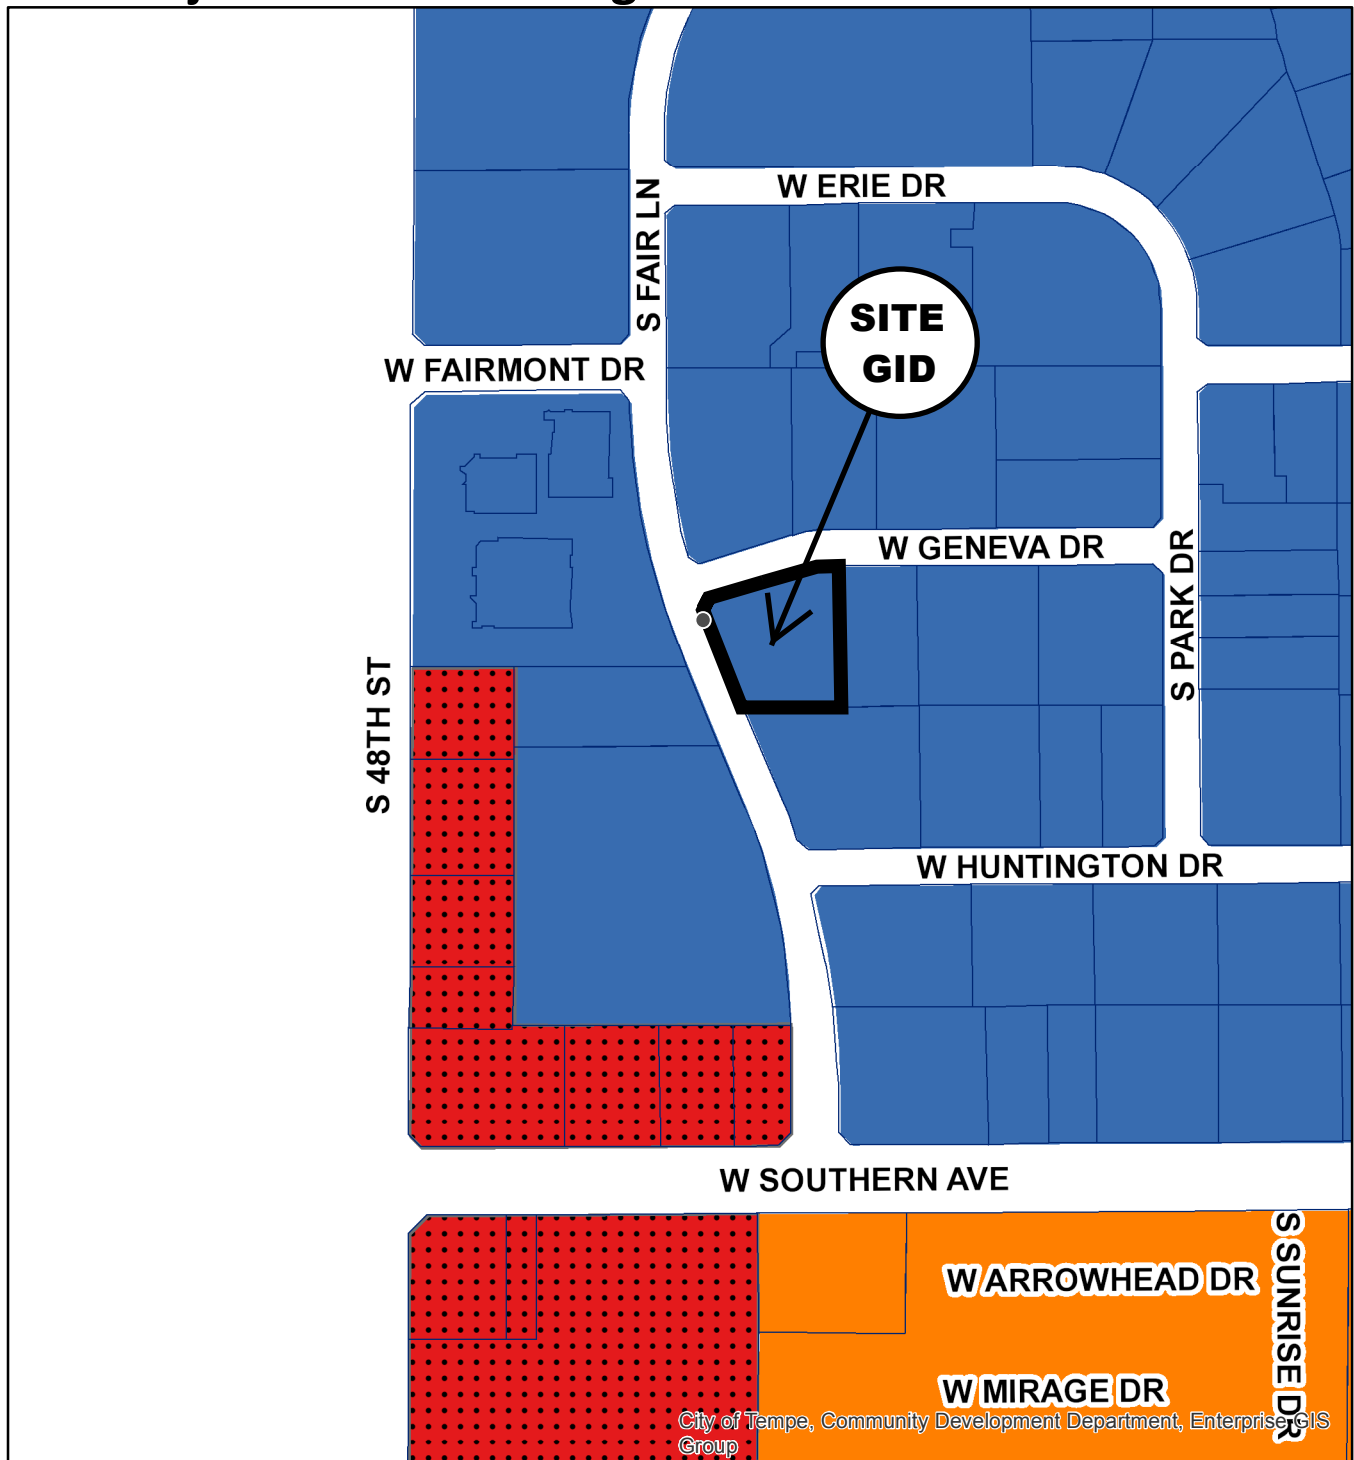 W ERIE DR
S FAIR LN
SITE
GID
W FAIRMONT DR
W GENEVA DR
S PARK DR
S 48TH ST
W HUNTINGTON DR
W SOUTHERN AVE
W ARROWHEAD DR
S SUNRISE DR
W MIRAGE DR
City of Tempe, Community Development Department, Enterprise GIS
Group